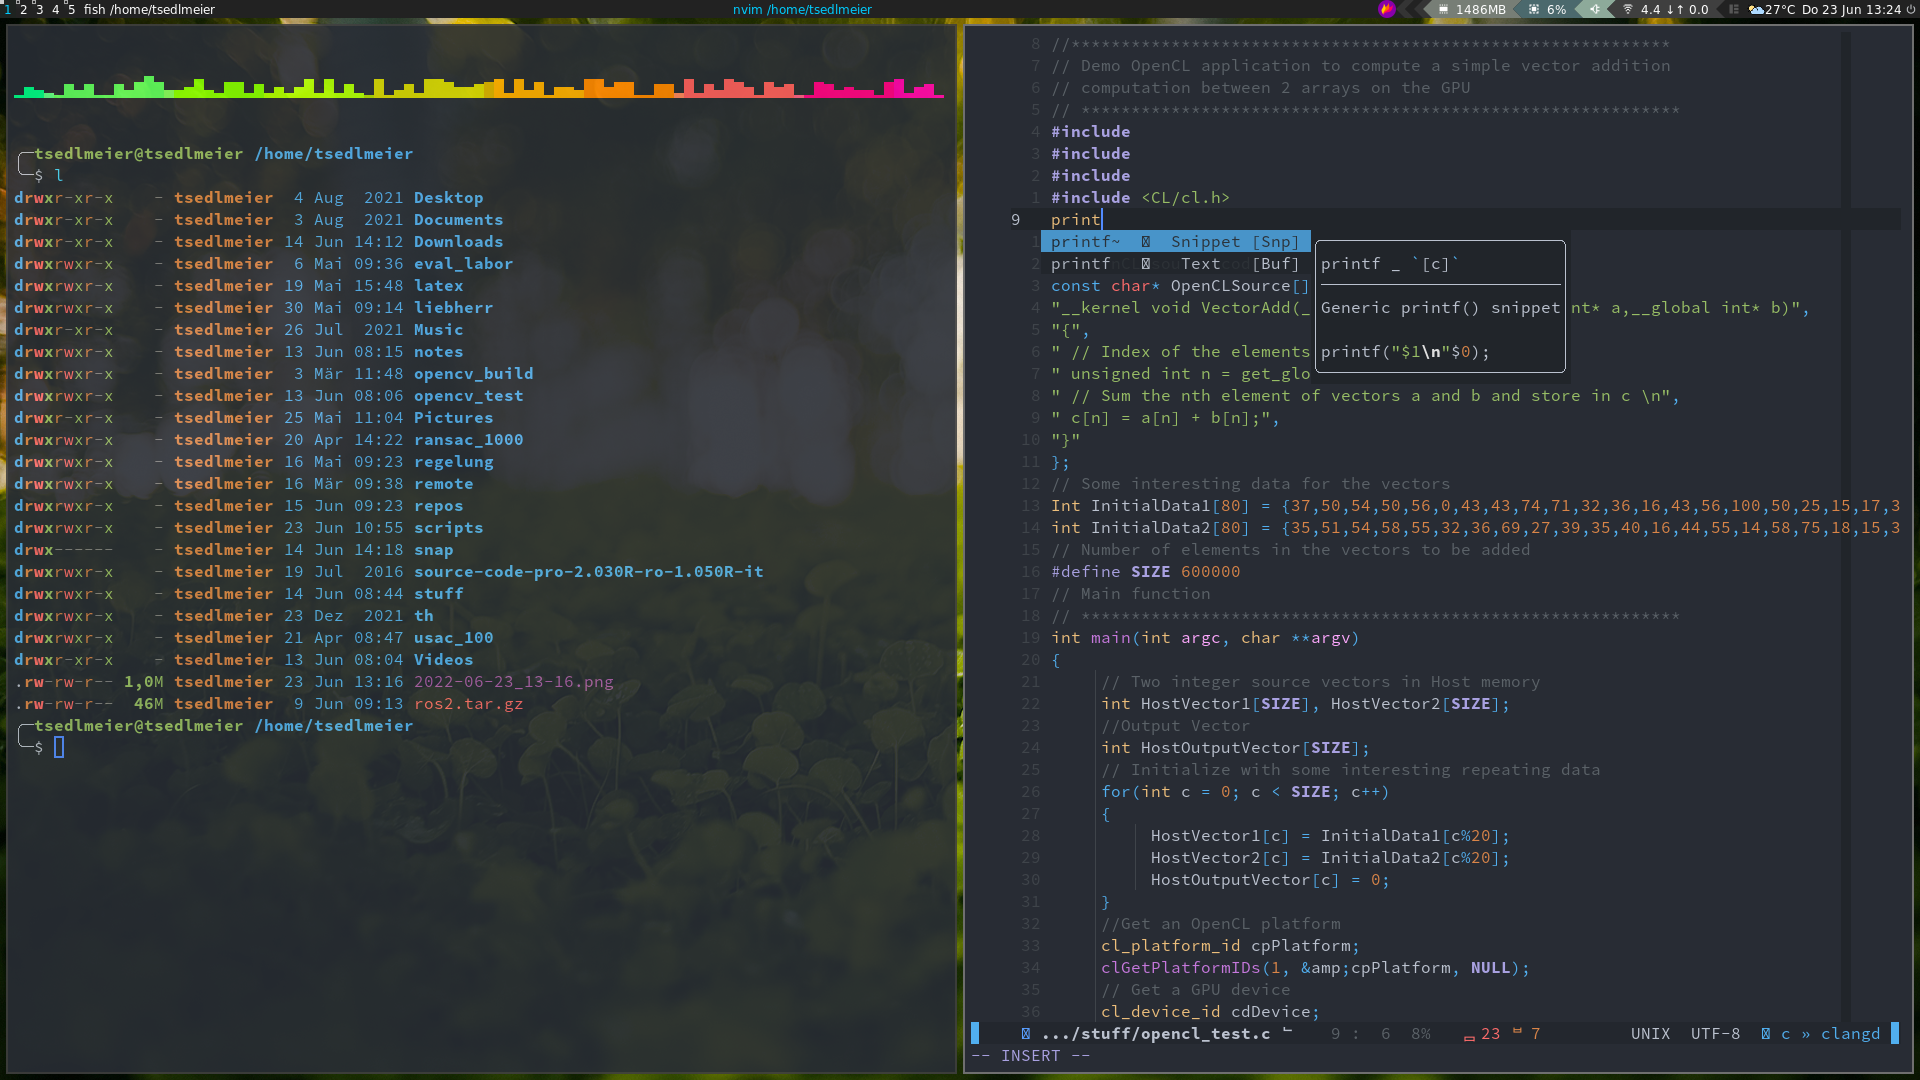 1 2 3 4 5 fish /home/tsedlmeier
nvim /home/tsedlmeier
1486MB 6% 4.4 ↓↑ 0.0 27°C Do 23 Jun 13:24
tsedlmeier@tsedlmeier /home/tsedlmeier
$ l
drwxr-xr-x - tsedlmeier 4 Aug 2021 Desktop
drwxr-xr-x - tsedlmeier 3 Aug 2021 Documents
drwxrwxr-x - tsedlmeier 14 Jun 14:12 Downloads
drwxrwxr-x - tsedlmeier 6 Mai 09:36 eval_labor
drwxrwxr-x - tsedlmeier 19 Mai 15:48 latex
drwxrwxr-x - tsedlmeier 30 Mai 09:14 liebherr
drwxr-xr-x - tsedlmeier 26 Jul 2021 Music
drwxrwxr-x - tsedlmeier 13 Jun 08:15 notes
drwxrwxr-x - tsedlmeier 3 Mär 11:48 opencv_build
drwxrwxr-x - tsedlmeier 13 Jun 08:06 opencv_test
drwxr-xr-x - tsedlmeier 25 Mai 11:04 Pictures
drwxrwxr-x - tsedlmeier 20 Apr 14:22 ransac_1000
drwxrwxr-x - tsedlmeier 16 Mai 09:23 regelung
drwxrwxr-x - tsedlmeier 16 Mär 09:38 remote
drwxrwxr-x - tsedlmeier 15 Jun 09:23 repos
drwxrwxr-x - tsedlmeier 23 Jun 10:55 scripts
drwx------ - tsedlmeier 14 Jun 14:18 snap
drwxrwxr-x - tsedlmeier 19 Jul 2016 source-code-pro-2.030R-ro-1.050R-it
drwxrwxr-x - tsedlmeier 14 Jun 08:44 stuff
drwxrwxr-x - tsedlmeier 23 Dez 2021 th
drwxrwxr-x - tsedlmeier 21 Apr 08:47 usac_100
drwxr-xr-x - tsedlmeier 13 Jun 08:04 Videos
.rw-rw-r-- 1,0M tsedlmeier 23 Jun 13:16 2022-06-23_13-16.png
.rw-rw-r-- 46M tsedlmeier 9 Jun 09:13 ros2.tar.gz
tsedlmeier@tsedlmeier /home/tsedlmeier
$
8 //************************************************************
7 // Demo OpenCL application to compute a simple vector addition
6 // computation between 2 arrays on the GPU
5 // ************************************************************
4 #include
3 #include
2 #include
1 #include <CL/cl.h>
9 print
1 printf~ Snippet [Snp]
2 printf Text [Buf]
printf _ `[c]`
Generic printf() snippet
printf("$1\n"$0);
3 const char* OpenCLSource[]
4 "__kernel void VectorAdd(_ nt* a,__global int* b)",
5 "{",
6 " // Index of the elements
7 " unsigned int n = get_glo
8 " // Sum the nth element of vectors a and b and store in c \n",
9 " c[n] = a[n] + b[n];",
10 "}"
11 };
12 // Some interesting data for the vectors
13 Int InitialData1[80] = {37,50,54,50,56,0,43,43,74,71,32,36,16,43,56,100,50,25,15,17,3
14 int InitialData2[80] = {35,51,54,58,55,32,36,69,27,39,35,40,16,44,55,14,58,75,18,15,3
15 // Number of elements in the vectors to be added
16 #define SIZE 600000
17 // Main function
18 // ************************************************************
19 int main(int argc, char **argv)
20 {
21 // Two integer source vectors in Host memory
22 int HostVector1[SIZE], HostVector2[SIZE];
23 //Output Vector
24 int HostOutputVector[SIZE];
25 // Initialize with some interesting repeating data
26 for(int c = 0; c < SIZE; c++)
27 {
28 HostVector1[c] = InitialData1[c%20];
29 HostVector2[c] = InitialData2[c%20];
30 HostOutputVector[c] = 0;
31 }
32 //Get an OpenCL platform
33 cl_platform_id cpPlatform;
34 clGetPlatformIDs(1, &amp;cpPlatform, NULL);
35 // Get a GPU device
36 cl_device_id cdDevice;
.../stuff/opencl_test.c 9 : 6 8% 23 7 UNIX UTF-8 c » clangd
-- INSERT --